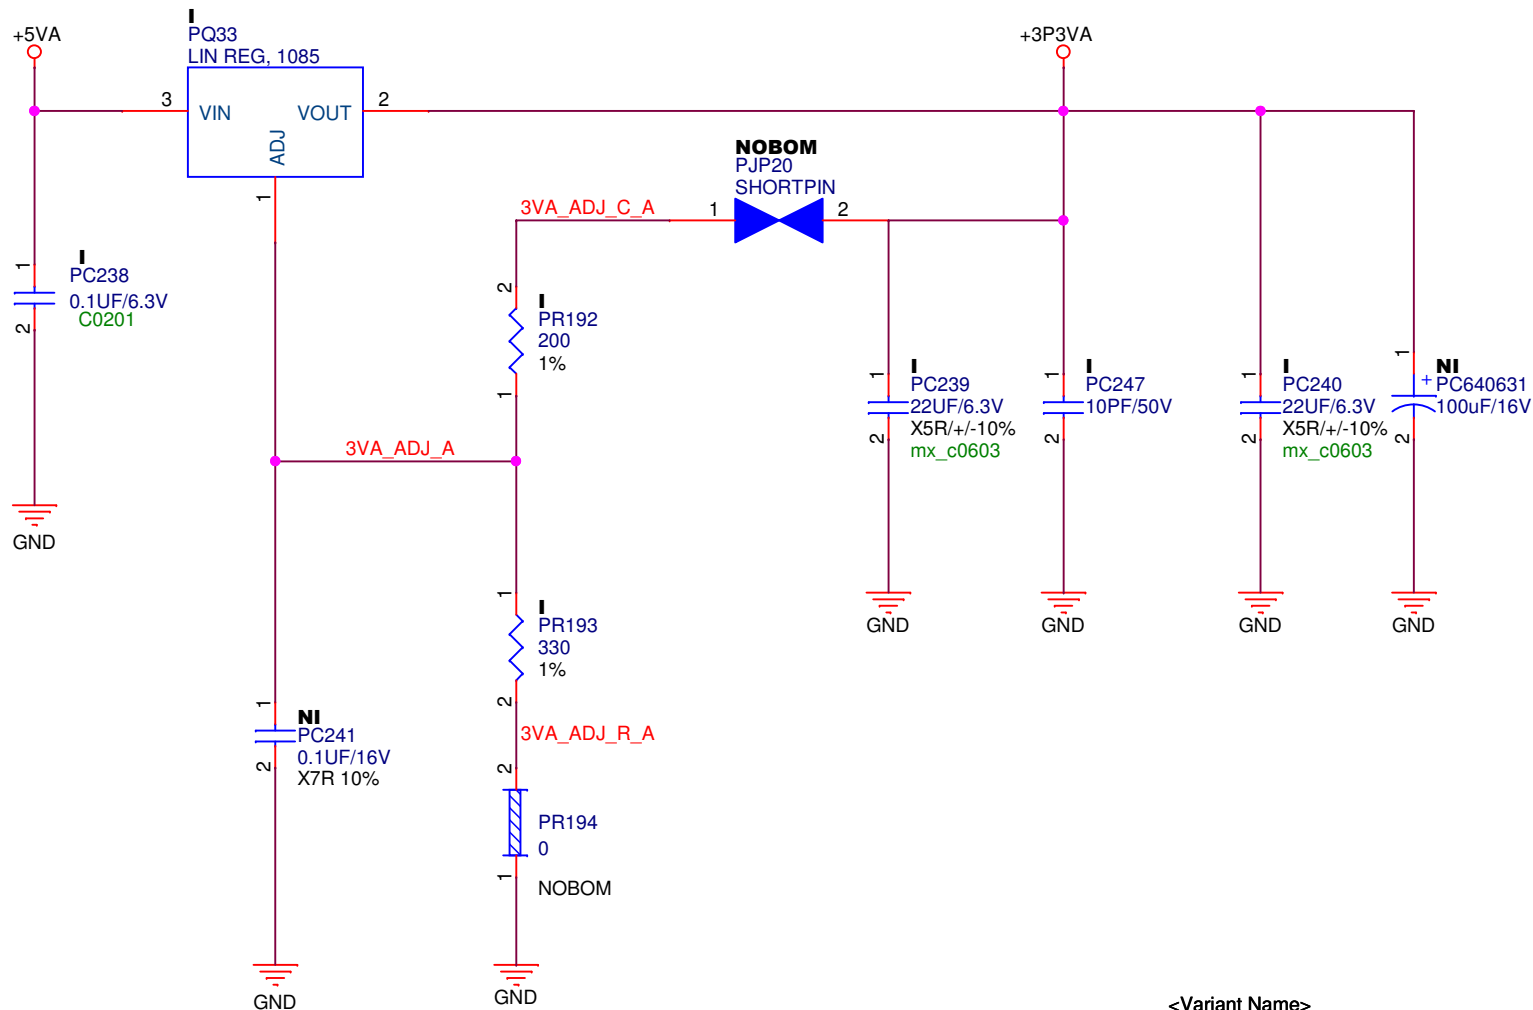 I
+5VA
PQ33
LIN REG, 1085
+3P3VA
3
VIN
VOUT
2
ADJ
1
NOBOM
PJP20
SHORTPIN
3VA_ADJ_C_A
1
2
I
PC238
0.1UF/6.3V
C0201
1
2
GND
2
I
PR192
200
1%
1
3VA_ADJ_A
1
I
PC239
22UF/6.3V
X5R/+/-10%
mx_c0603
2
GND
1
I
PC247
10PF/50V
2
GND
1
I
PC240
22UF/6.3V
X5R/+/-10%
mx_c0603
2
GND
1
NI
+
PC640631
100uF/16V
2
GND
1
I
PR193
330
1%
2
3VA_ADJ_R_A
1
NI
PC241
0.1UF/16V
X7R 10%
2
GND
2
PR194
0
1
NOBOM
GND
<Variant Name>